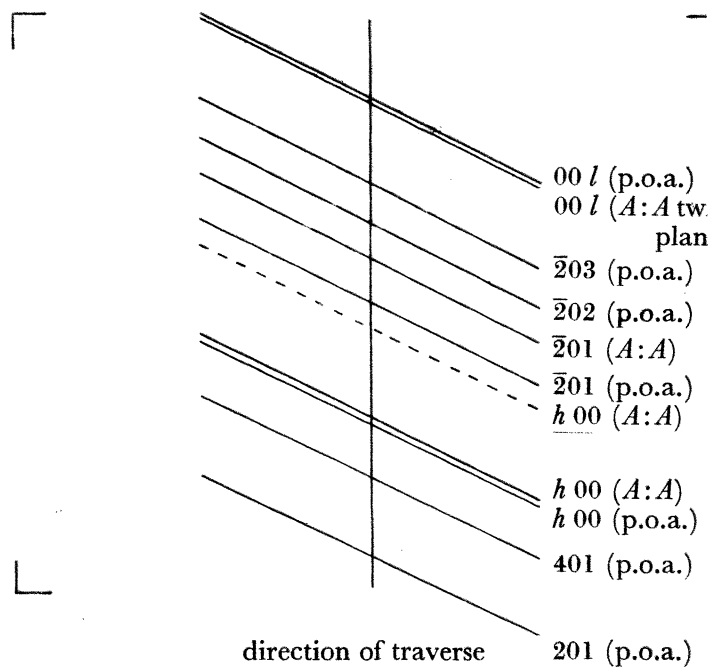 00 l (p.o.a.)
00 l (A:A tw
plan
2̅03 (p.o.a.)
2̅02 (p.o.a.)
2̅01 (A:A)
2̅01 (p.o.a.)
h 00 (A:A)
h 00 (A:A)
h 00 (p.o.a.)
401 (p.o.a.)
201 (p.o.a.)
direction of traverse